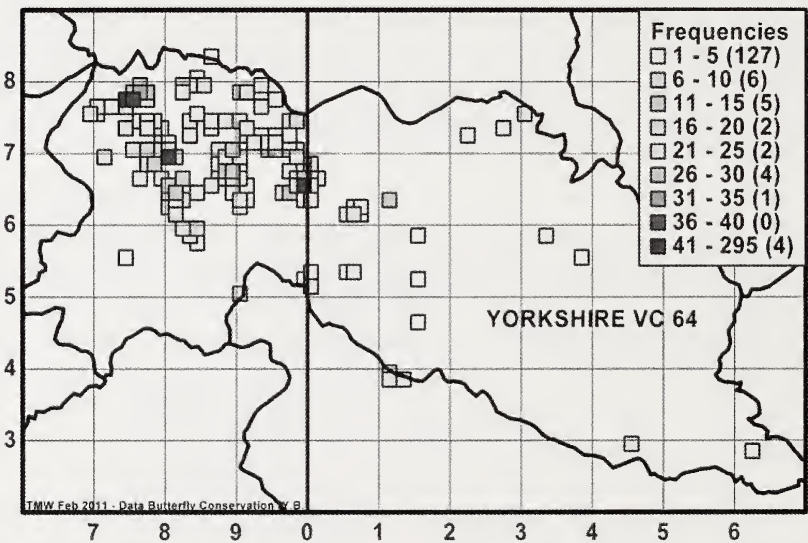 Frequencies
1 - 5 (127)
6 - 10 (6)
11 - 15 (5)
16 - 20 (2)
21 - 25 (2)
26 - 30 (4)
31 - 35 (1)
36 - 40 (0)
41 - 295 (4)
8
7
6
5
4
3
YORKSHIRE VC 64
TMW Feb 2011 - Data Butterfly Conservation
7 8 9 0 1 2 3 4 5 6